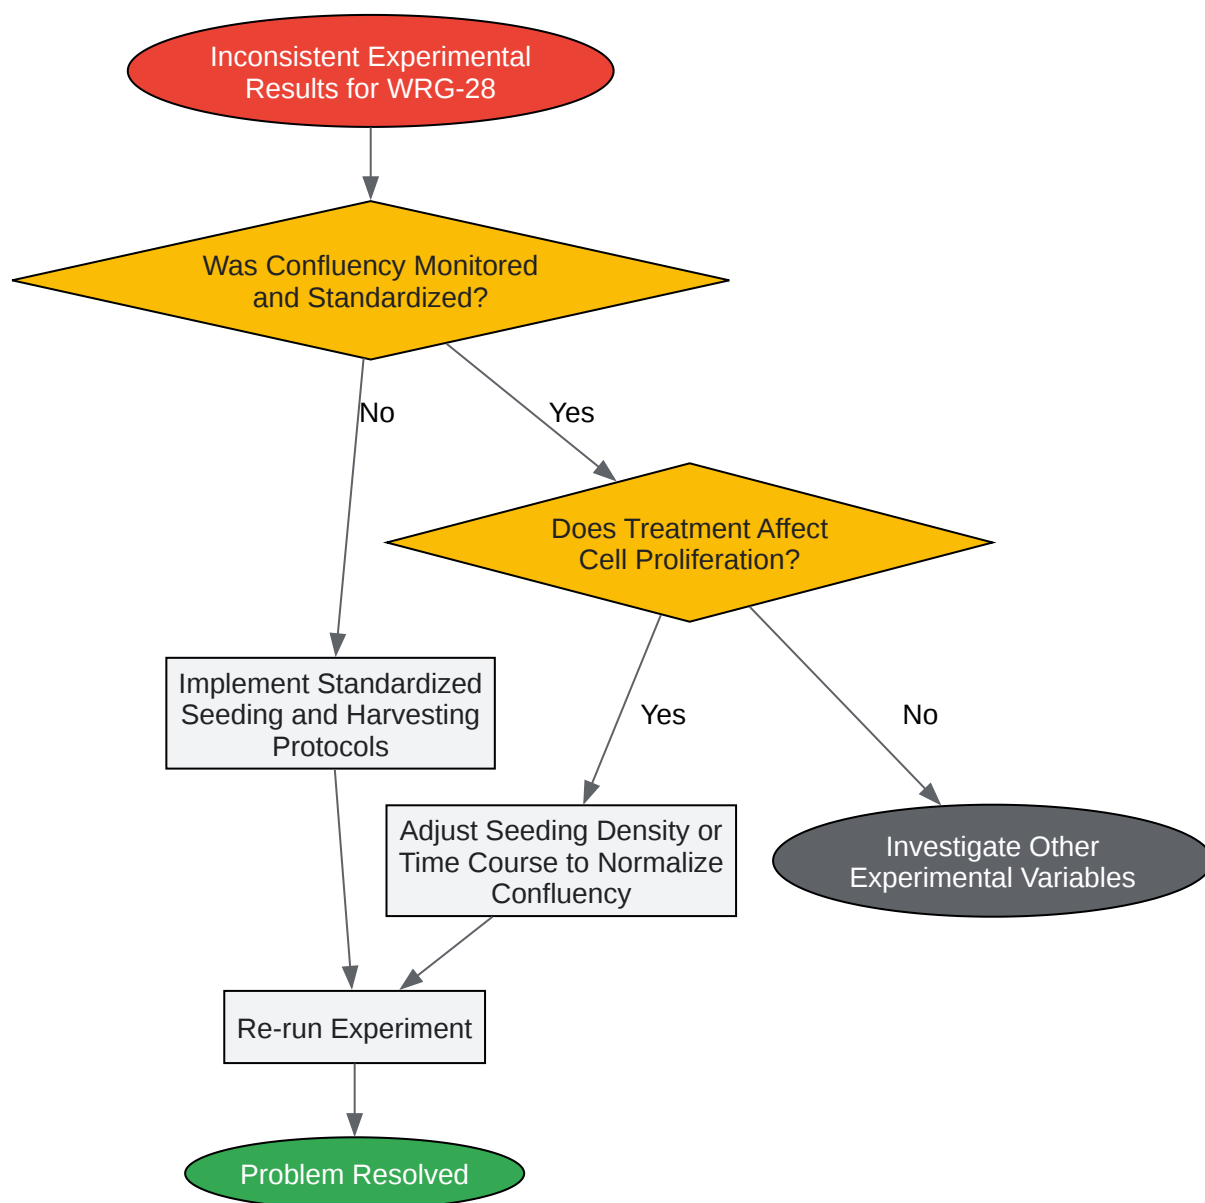 Inconsistent Experimental
Results for WRG-28
Was Confluency Monitored
and Standardized?
No
Yes
Does Treatment Affect
Cell Proliferation?
Implement Standardized
Seeding and Harvesting
Protocols
Yes
No
Adjust Seeding Density or
Time Course to Normalize
Confluency
Investigate Other
Experimental Variables
Re-run Experiment
Problem Resolved